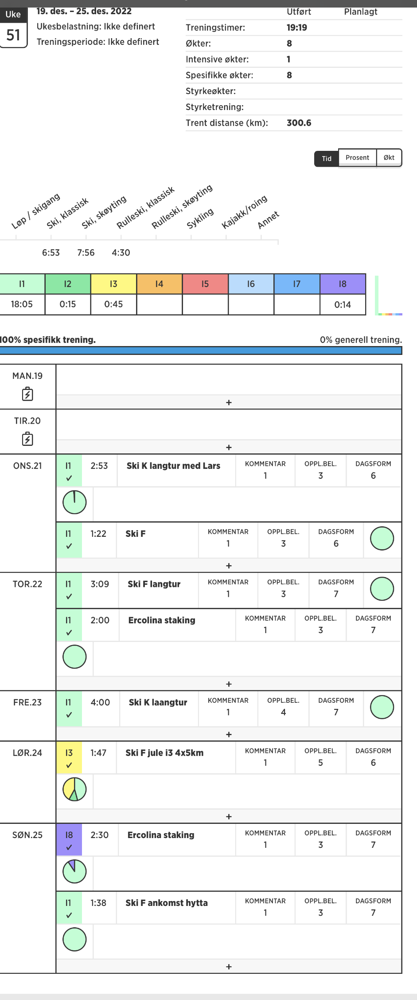 Uke
51
19. des. – 25. des. 2022
Ukesbelastning: Ikke definert
Treningsperiode: Ikke definert
Utført Planlagt
Treningstimer: 19:19
Økter: 8
Intensive økter: 1
Spesifikke økter: 8
Styrkeøkter:
Styrketrening:
Trent distanse (km): 300.6
Tid Prosent Økt
Løp / skigang
Ski, klassisk
Ski, skøyting
Rulleski, klassisk
Rulleski, skøyting
Sykling
Kajakk/roing
Annet
6:53 7:56 4:30
I1 I2 I3 I4 I5 I6 I7 I8
18:05 0:15 0:45 0:14
100% spesifikk trening. 0% generell trening.
MAN.19
+
TIR.20
+
ONS.21 I1 2:53 Ski K langtur med Lars KOMMENTAR OPPL.BEL. DAGSFORM
1 3 6
I1 1:22 Ski F KOMMENTAR OPPL.BEL. DAGSFORM
1 3 6
+
TOR.22 I1 3:09 Ski F langtur KOMMENTAR OPPL.BEL. DAGSFORM
1 3 7
I1 2:00 Ercolina staking KOMMENTAR OPPL.BEL. DAGSFORM
1 3 7
+
FRE.23 I1 4:00 Ski K laangtur KOMMENTAR OPPL.BEL. DAGSFORM
1 4 7
+
LØR.24 I3 1:47 Ski F jule i3 4x5km KOMMENTAR OPPL.BEL. DAGSFORM
1 5 6
+
SØN.25 I8 2:30 Ercolina staking KOMMENTAR OPPL.BEL. DAGSFORM
1 3 7
I1 1:38 Ski F ankomst hytta KOMMENTAR OPPL.BEL. DAGSFORM
1 3 7
+